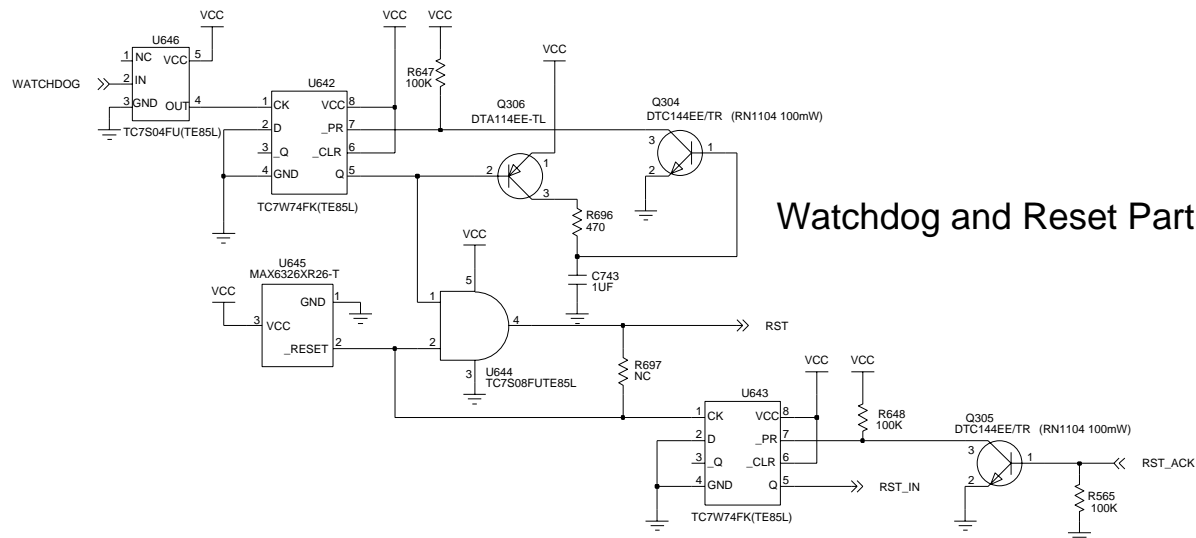 VCC
VCC
VCC
VCC
U646
1
NC
VCC
5
WATCHDOG
2
IN
3
GND
OUT
4
TC7S04FU(TE85L)
R647
100K
U642
1
CK
VCC
8
2
D
_PR
7
3
_Q
_CLR
6
4
GND
Q
5
TC7W74FK(TE85L)
Q306
DTA114EE-TL
2
1
3
Q304
DTC144EE/TR (RN1104 100mW)
3
1
2
R696
470
Watchdog and Reset Part
C743
1UF
U645
MAX6326XR26-T
VCC
GND
1
3
VCC
_RESET
2
VCC
5
1
4
2
3
U644
TC7S08FUTE85L
RST
R697
NC
VCC
VCC
U643
1
CK
VCC
8
2
D
_PR
7
3
_Q
_CLR
6
4
GND
Q
5
TC7W74FK(TE85L)
R648
100K
RST_IN
Q305
DTC144EE/TR (RN1104 100mW)
3
1
2
RST_ACK
R565
100K